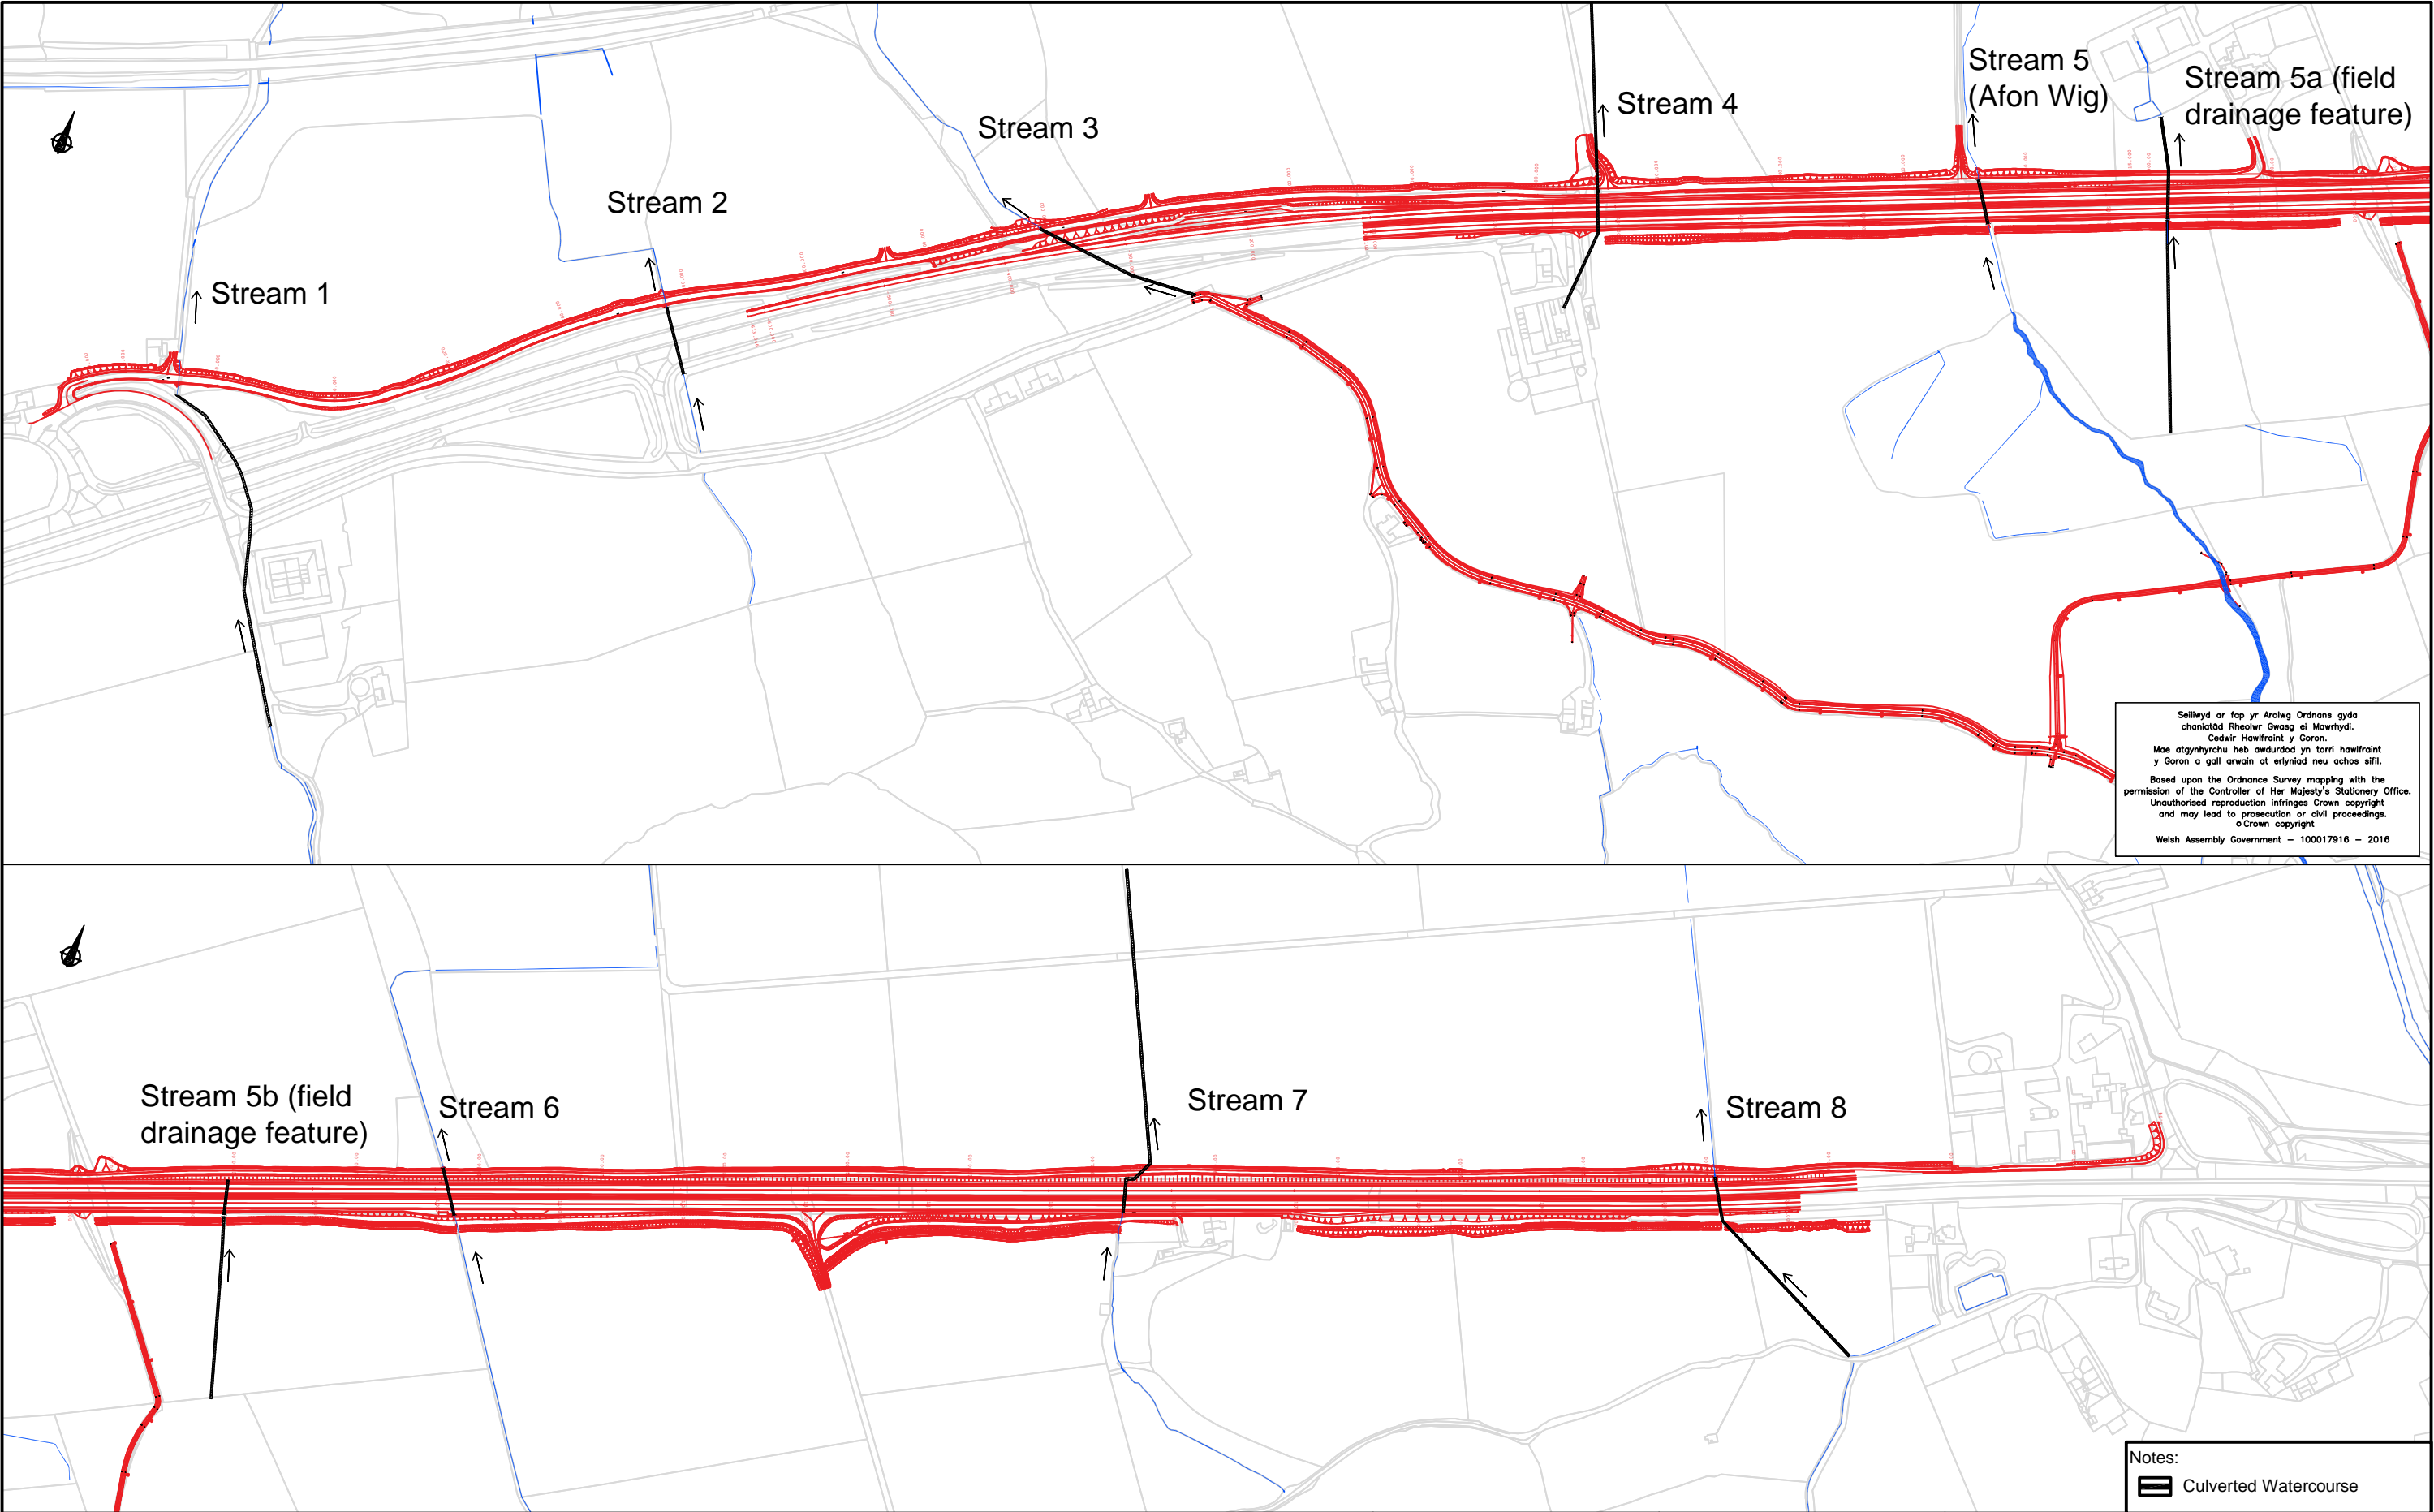 Stream 5
(Afon Wig)
Stream 5a (field
drainage feature)
Stream 4
Stream 3
Stream 2
Stream 1
Seiliwyd ar fap yr Arolwg Ordnans gyda
chaniatâd Rheolwr Gwasg ei Mawrhydi.
Cedwir Hawlfraint y Goron.
Mae atgynhyrchu heb awdurdod yn torri hawlfraint
y Goron a gall arwain at erlyniad neu achos sifil.
Based upon the Ordnance Survey mapping with the
permission of the Controller of Her Majesty's Stationery Office.
Unauthorised reproduction infringes Crown copyright
and may lead to prosecution or civil proceedings.
© Crown copyright
Welsh Assembly Government – 100017916 – 2016
Stream 5b (field
drainage feature)
Stream 6
Stream 7
Stream 8
Notes:
Culverted Watercourse